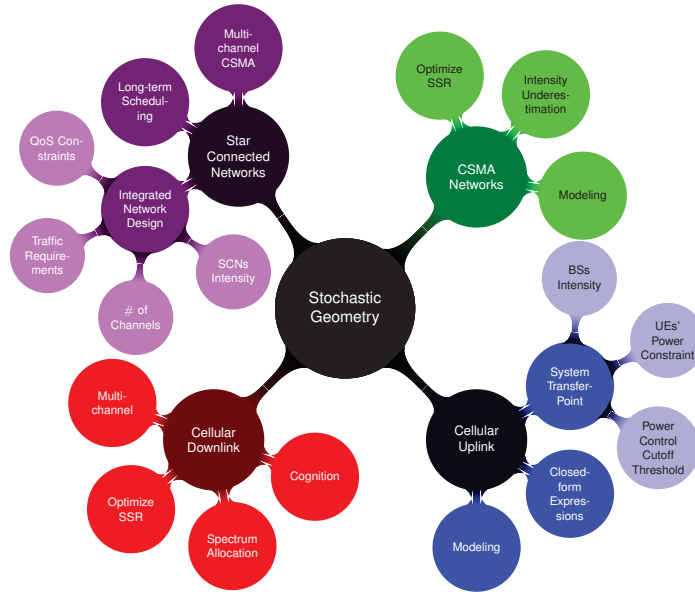 Multi-
channel
CSMA
Long-term
Schedul-
ing
Star
Connected
Networks
QoS Con-
straints
Integrated
Network
Design
Traffic
Require-
ments
SCNs
Intensity
# of
Channels
Optimize
SSR
Intensity
Underes-
timation
CSMA
Networks
Modeling
Stochastic
Geometry
BSs
Intensity
UEs'
Power
Constraint
System
Transfer-
Point
Power
Control
Cutoff
Threshold
Cellular
Uplink
Closed-
form
Expres-
sions
Modeling
Multi-
channel
Cellular
Downlink
Cognition
Optimize
SSR
Spectrum
Allocation